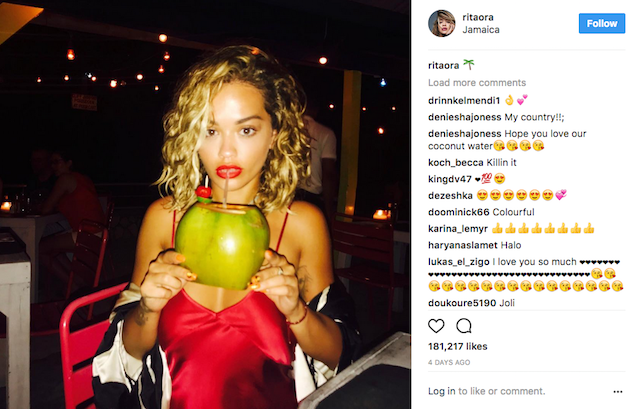 ritaora
Jamaica
Follow
ritaora 🌴
Load more comments
drinnkelmendi1 👌💕
denieshajoness My country!!;
denieshajoness Hope you love our
coconut water😘😘😘😘
koch_becca Killin it
kingdv47 ❤💯😍
dezeshka 😍😍😍😍😍😍💕
doominick66 Colourful
karina_lemyr 👍👍👍👍👍👍👍👍
haryanaslamet Halo
lukas_el_zigo I love you so much ❤❤❤❤❤❤❤
❤❤❤❤❤❤❤❤❤❤❤❤❤❤❤❤❤❤❤❤❤❤❤❤❤❤❤❤😘😘
😘😘😘😘😘😘😘😘😘😘😘😘😘😘😘
doukoure5190 Joli
181,217 likes
4 DAYS AGO
Log in to like or comment.